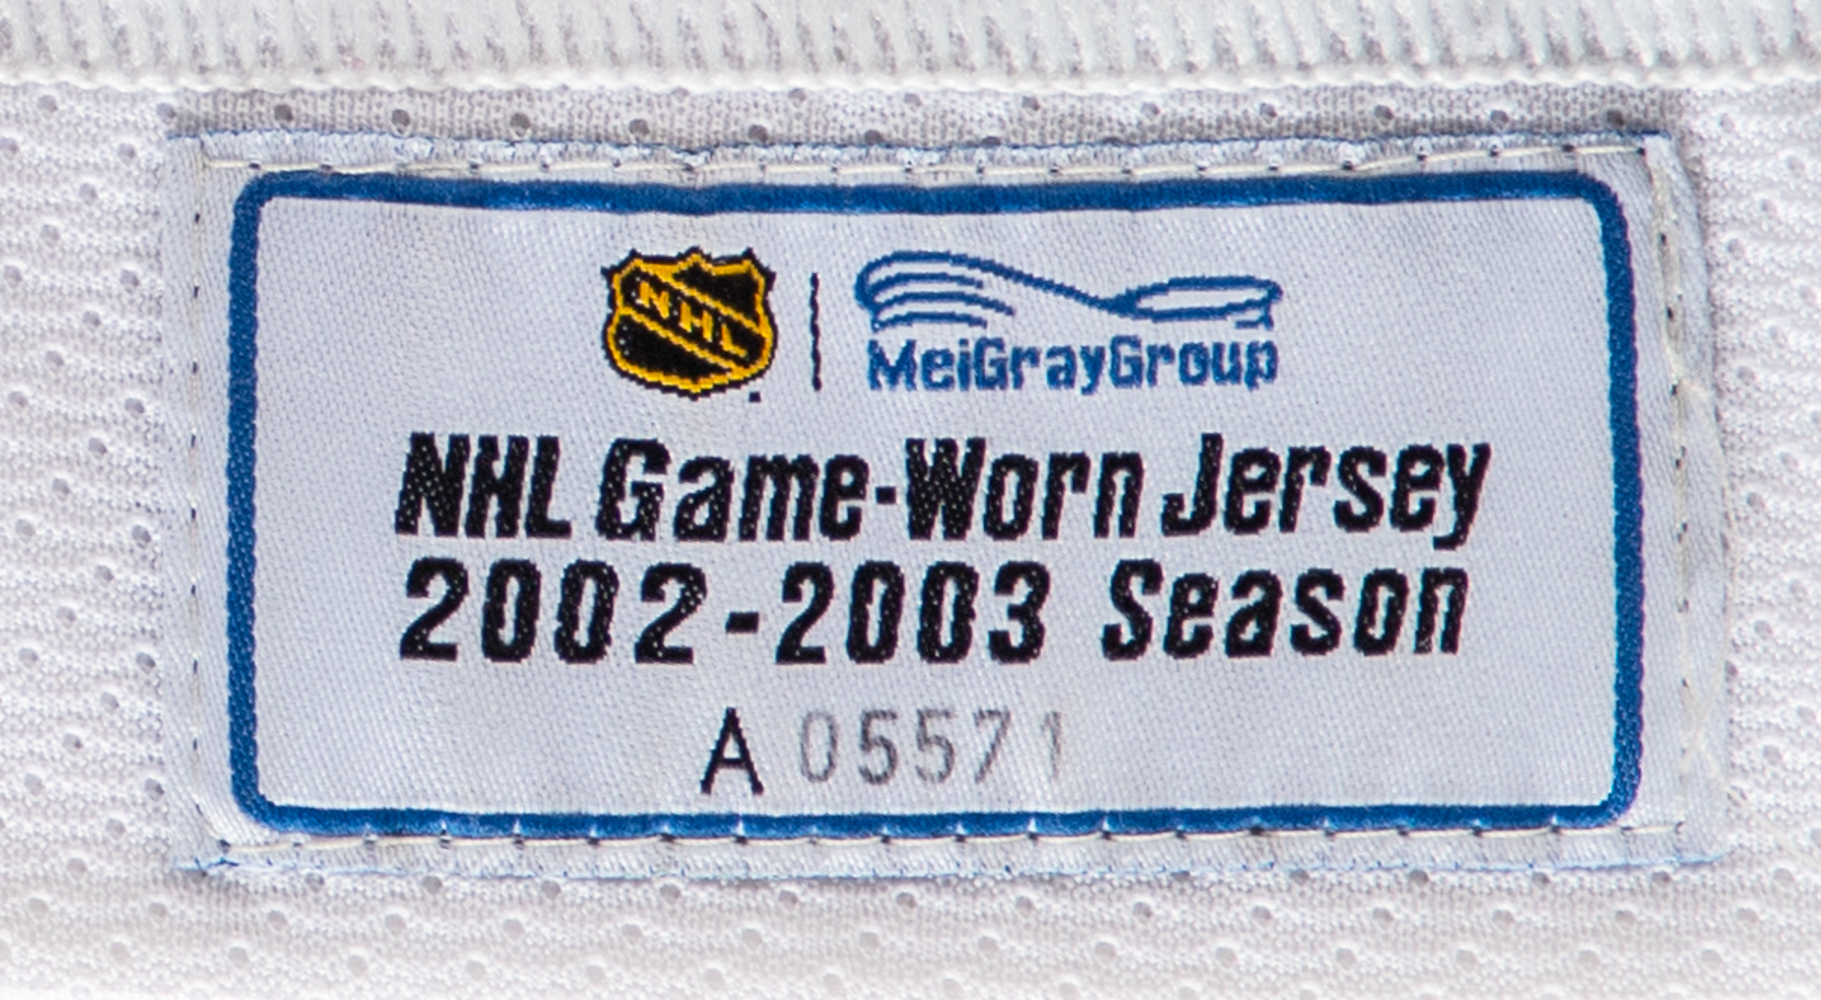 NHL MeiGrayGroup
NHL Game-Worn Jersey
2002-2003 Season
A 05571